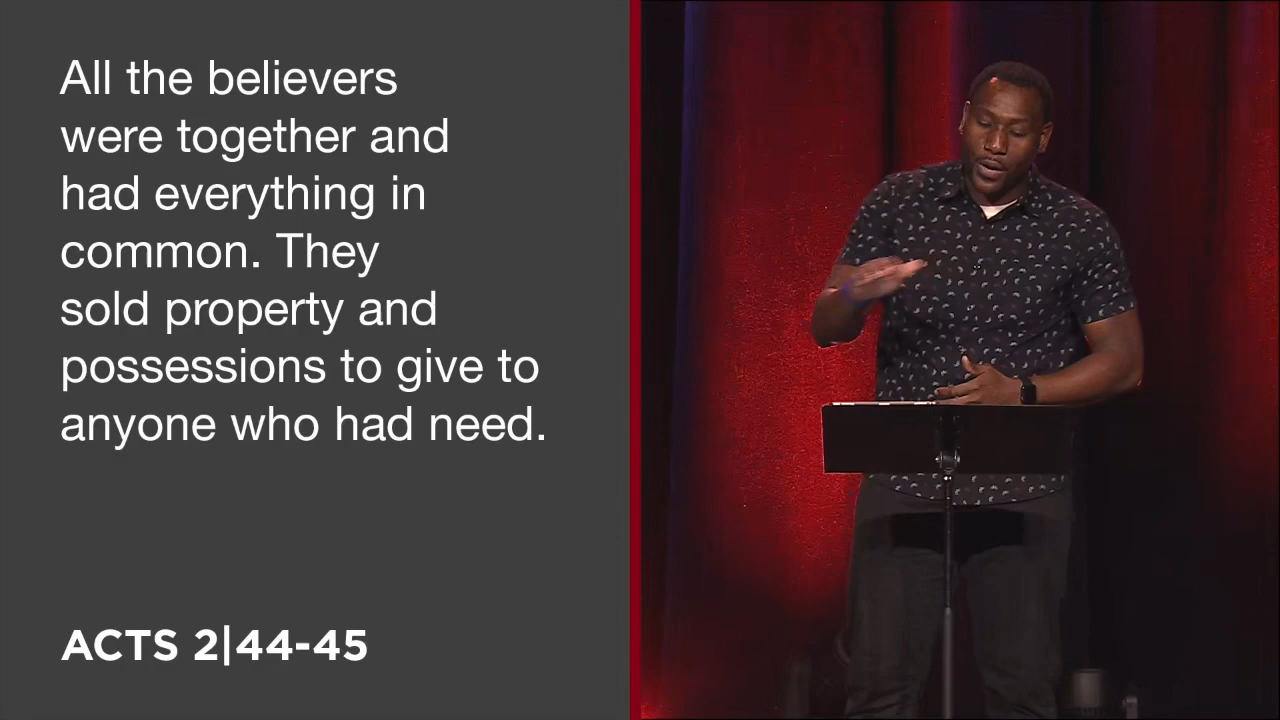 All the believers
were together and
had everything in
common. They
sold property and
possessions to give to
anyone who had need.
ACTS 2|44-45